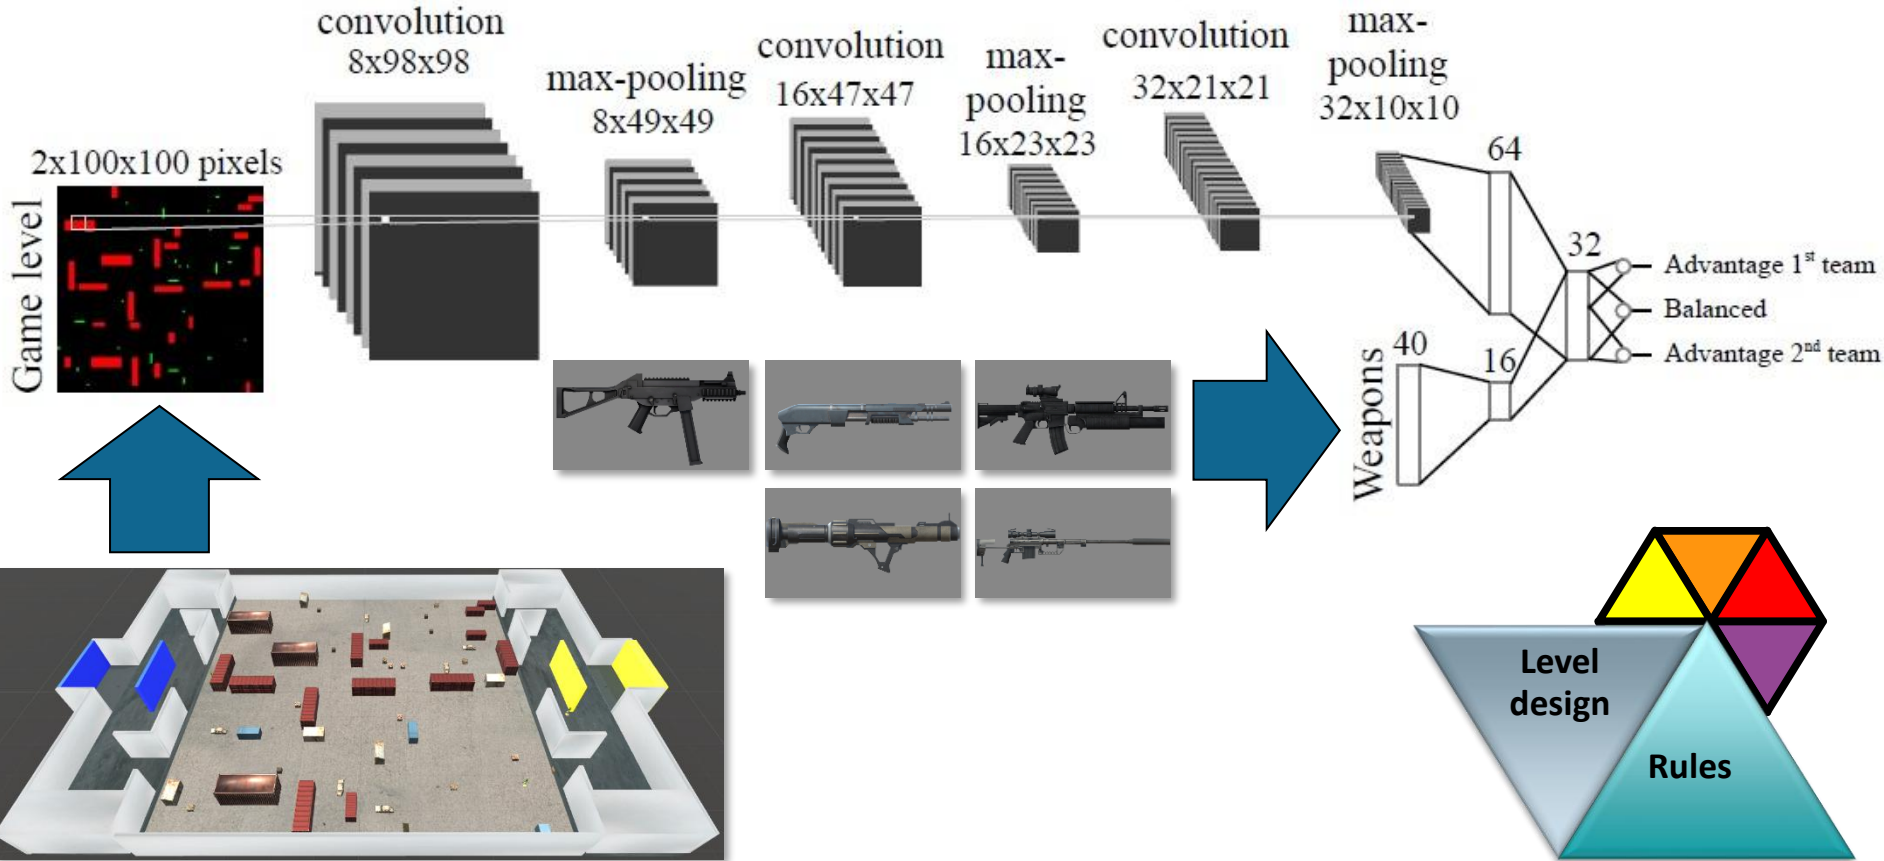 convolution
8x98x98
max-pooling
8x49x49
convolution
16x47x47
max-
pooling
16x23x23
convolution
32x21x21
max-
pooling
32x10x10
2x100x100 pixels
Game level
64
32
Advantage 1st team
Balanced
Advantage 2nd team
40
16
Weapons
Level
design
Rules